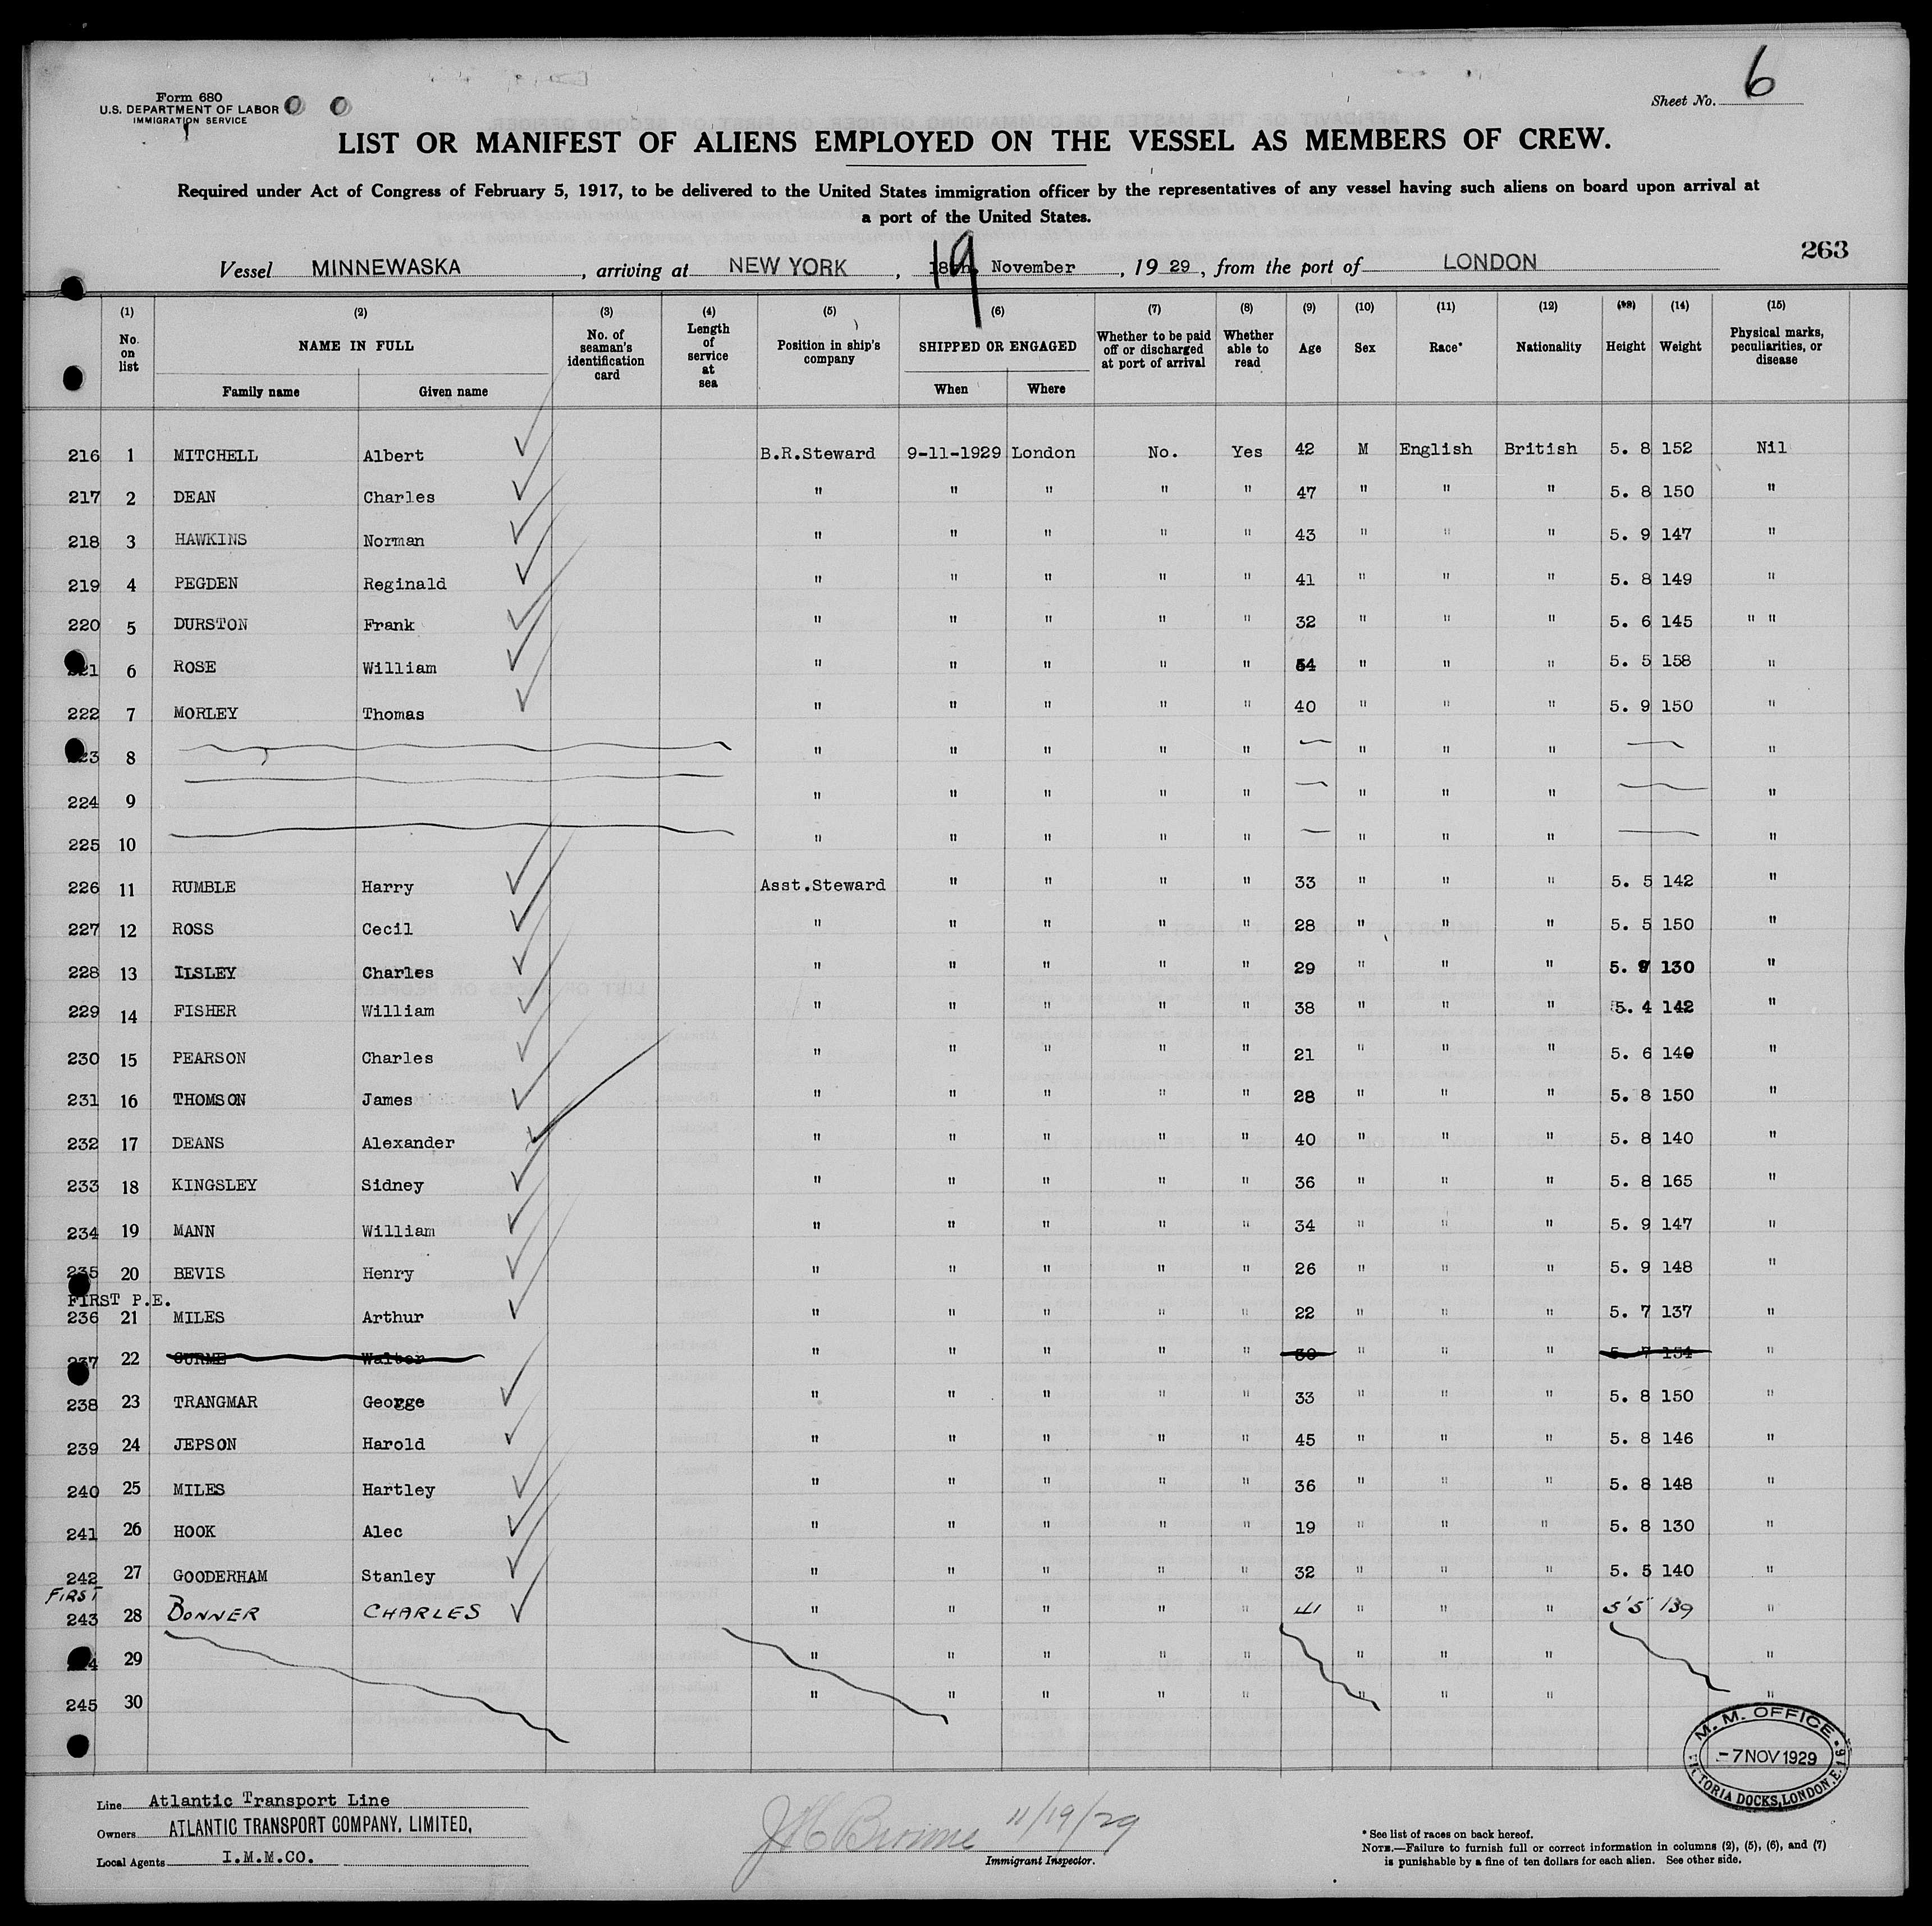 Form 680
U.S. DEPARTMENT OF LABOR
IMMIGRATION SERVICE
Sheet No. 6
LIST OR MANIFEST OF ALIENS EMPLOYED ON THE VESSEL AS MEMBERS OF CREW.
Required under Act of Congress of February 5, 1917, to be delivered to the United States immigration officer by the representatives of any vessel having such aliens on board upon arrival at
a port of the United States.
263
Vessel MINNEWASKA, arriving at NEW YORK, 19 November, 1929, from the port of LONDON
(1) (2) (3) (4) (5) (6) (7) (8) (9) (10) (11) (12) (13) (14) (15)
No. on list NAME IN FULL Family name Given name No. of seaman's identification card Length of service at sea Position in ship's company SHIPPED OR ENGAGED When Where Whether to be paid off or discharged at port of arrival Whether able to read Age Sex Race* Nationality Height Weight Physical marks, peculiarities, or disease
216 1 MITCHELL Albert B.R.Steward 9-11-1929 London No. Yes 42 M English British 5. 8 152 Nil
217 2 DEAN Charles " " " " " 47 " " " 5. 8 150 "
218 3 HAWKINS Norman " " " " " 43 " " " 5. 9 147 "
219 4 PEGDEN Reginald " " " " " 41 " " " 5. 8 149 "
220 5 DURSTON Frank " " " " " 32 " " " 5. 6 145 " "
221 6 ROSE William " " " " " 54 " " " 5. 5 158 "
222 7 MORLEY Thomas " " " " " 40 " " " 5. 9 150 "
223 8 " " " " " " " " "
224 9 " " " " " " " " "
225 10 " " " " " " " " "
226 11 RUMBLE Harry Asst.Steward " " " " 33 " " " 5. 5 142 "
227 12 ROSS Cecil " " " " " 28 " " " 5. 5 150 "
228 13 ILSLEY Charles " " " " " 29 " " " 5. 130 "
229 14 FISHER William " " " " " 38 " " " 5. 4 142 "
230 15 PEARSON Charles " " " " " 21 " " " 5. 6 140 "
231 16 THOMSON James " " " " " 28 " " " 5. 8 150 "
232 17 DEANS Alexander " " " " " 40 " " " 5. 8 140 "
233 18 KINGSLEY Sidney " " " " " 36 " " " 5. 8 165 "
234 19 MANN William " " " " " 34 " " " 5. 9 147 "
235 20 BEVIS Henry " " " " " 26 " " " 5. 9 148 "
FIRST P.E.
236 21 MILES Arthur " " " " " 22 " " " 5. 7 137 "
237 22 Walter " " " " " " " " 5. 7 "
238 23 TRANGMAR George " " " " " 33 " " " 5. 8 150 "
239 24 JEPSON Harold " " " " " 45 " " " 5. 8 146 "
240 25 MILES Hartley " " " " " 36 " " " 5. 8 148 "
241 26 HOOK Alec " " " " " 19 " " " 5. 8 130 "
242 27 GOODERHAM Stanley " " " " " 32 " " " 5. 5 140 "
FIRST
243 28 BONNER CHARLES " " " " " 41 " " " 5'5" 139 "
244 29 " " " " " " " " "
245 30 " " " " " " " " "
M. M. OFFICE
-7 NOV 1929
VICTORIA DOCKS, LONDON. E. 16
Line Atlantic Transport Line
Owners ATLANTIC TRANSPORT COMPANY, LIMITED,
Local Agents I.M.M.CO.
11/19/29
Immigrant Inspector.
* See list of races on back hereof.
NOTE.—Failure to furnish full or correct information in columns (2), (5), (6), and (7)
is punishable by a fine of ten dollars for each alien. See other side.